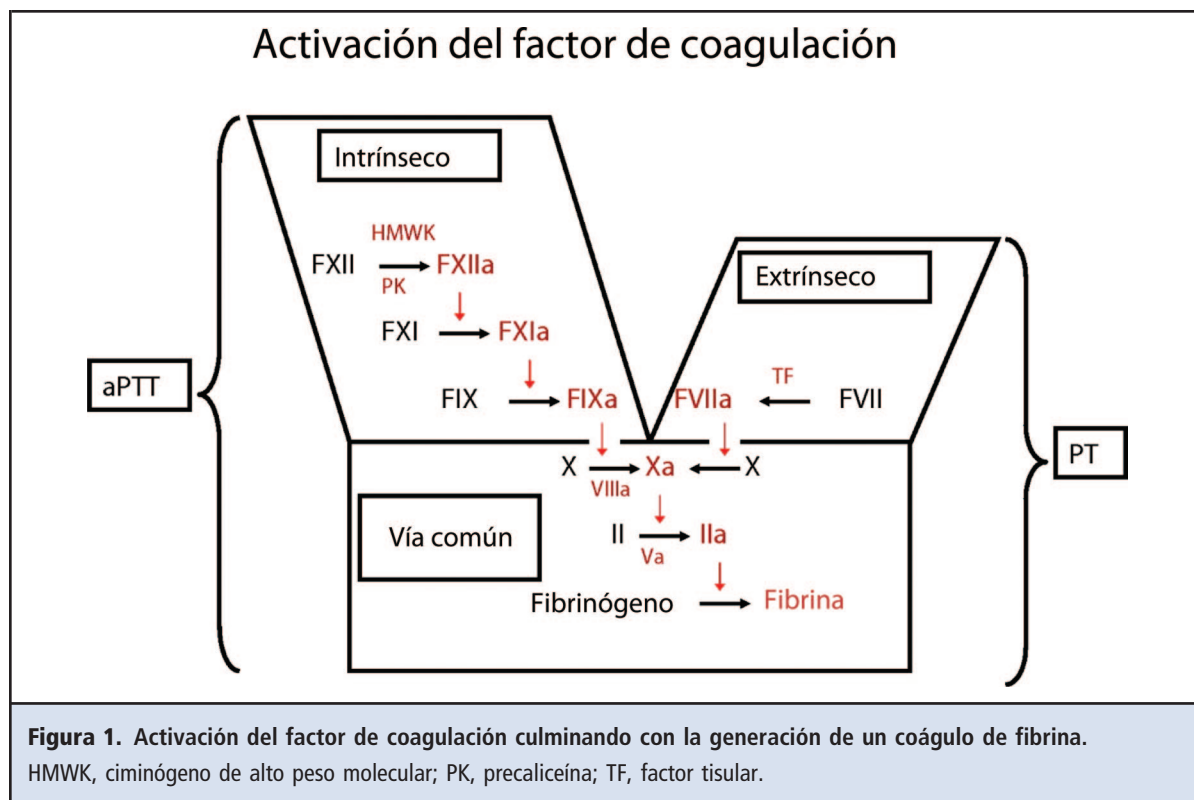 Activación del factor de coagulación
Intrínseco
HMWK
FXII FXIIa
PK
FXI FXIa
FIX FIXa
aPTT
Extrínseco
TF
FVIIa FVII
PT
X Xa X
VIIIa
Vía común
II IIa
Va
Fibrinógeno Fibrina
Figura 1. Activación del factor de coagulación culminando con la generación de un coágulo de fibrina.
HMWK, ciminógeno de alto peso molecular; PK, precaliceína; TF, factor tisular.